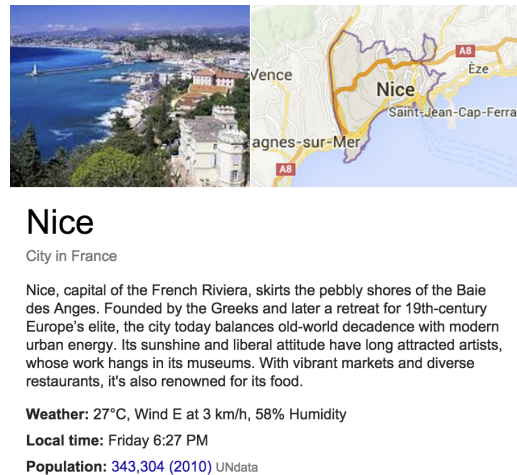 Vence
A8
Èze
Nice
Saint-Jean-Cap-Ferra
agnes-sur-Mer
A8
Nice
City in France
Nice, capital of the French Riviera, skirts the pebbly shores of the Baie
des Anges. Founded by the Greeks and later a retreat for 19th-century
Europe's elite, the city today balances old-world decadence with modern
urban energy. Its sunshine and liberal attitude have long attracted artists,
whose work hangs in its museums. With vibrant markets and diverse
restaurants, it's also renowned for its food.
Weather: 27°C, Wind E at 3 km/h, 58% Humidity
Local time: Friday 6:27 PM
Population: 343,304 (2010) UNdata